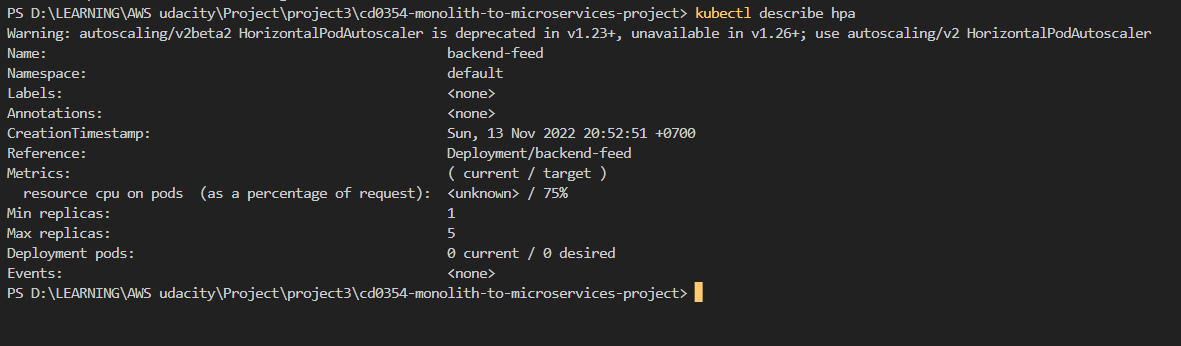 PS D:\LEARNING\AWS udacity\Project\project3\cd0354-monolith-to-microservices-project> kubectl describe hpa
Warning: autoscaling/v2beta2 HorizontalPodAutoscaler is deprecated in v1.23+, unavailable in v1.26+; use autoscaling/v2 HorizontalPodAutoscaler
Name:                                                  backend-feed
Namespace:                                             default
Labels:                                                <none>
Annotations:                                           <none>
CreationTimestamp:                                     Sun, 13 Nov 2022 20:52:51 +0700
Reference:                                             Deployment/backend-feed
Metrics:                                               ( current / target )
  resource cpu on pods  (as a percentage of request):  <unknown> / 75%
Min replicas:                                          1
Max replicas:                                          5
Deployment pods:                                       0 current / 0 desired
Events:                                                <none>
PS D:\LEARNING\AWS udacity\Project\project3\cd0354-monolith-to-microservices-project>